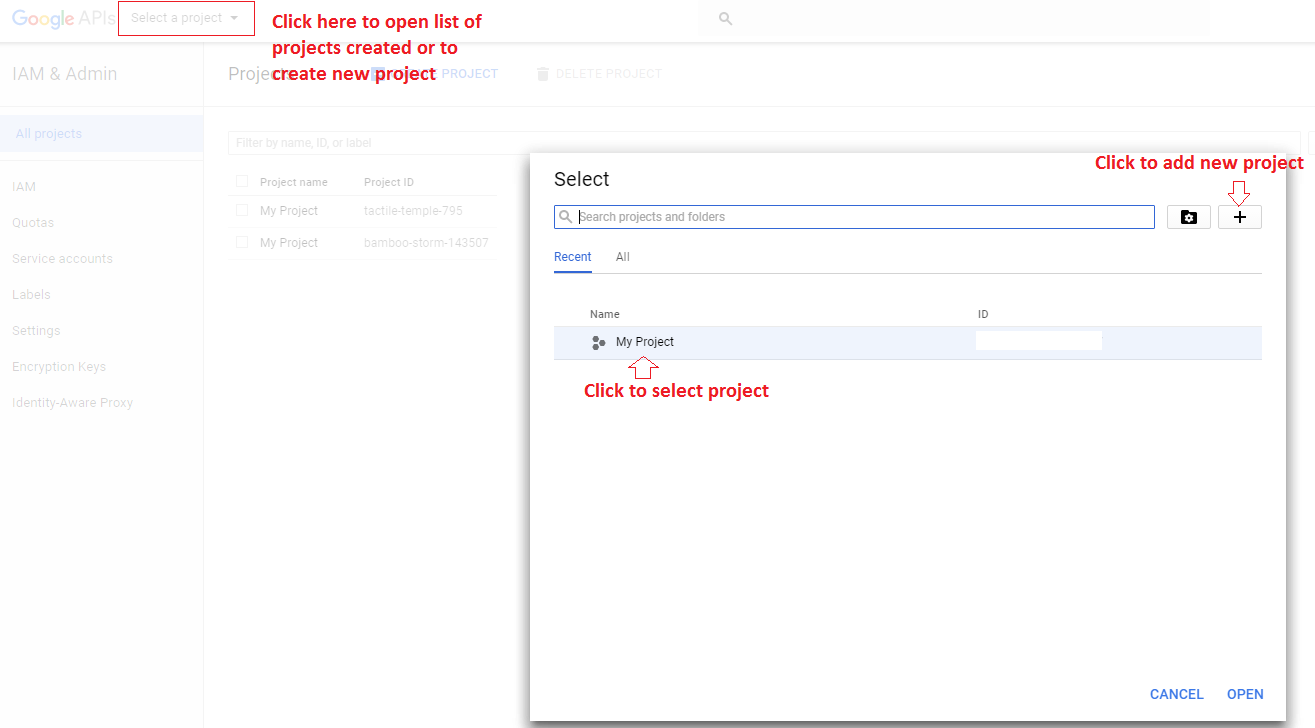 Google APIs
Select a project
Click here to open list of
projects created or to
create new project
IAM & Admin
Projects
PROJECT
DELETE PROJECT
All projects
Filter by name, ID, or label
IAM
Quotas
Service accounts
Labels
Settings
Encryption Keys
Identity-Aware Proxy
Project name Project ID
My Project tactile-temple-795
My Project bamboo-storm-143507
Click to add new project
Select
Search projects and folders
Recent All
Name ID
My Project
Click to select project
CANCEL OPEN